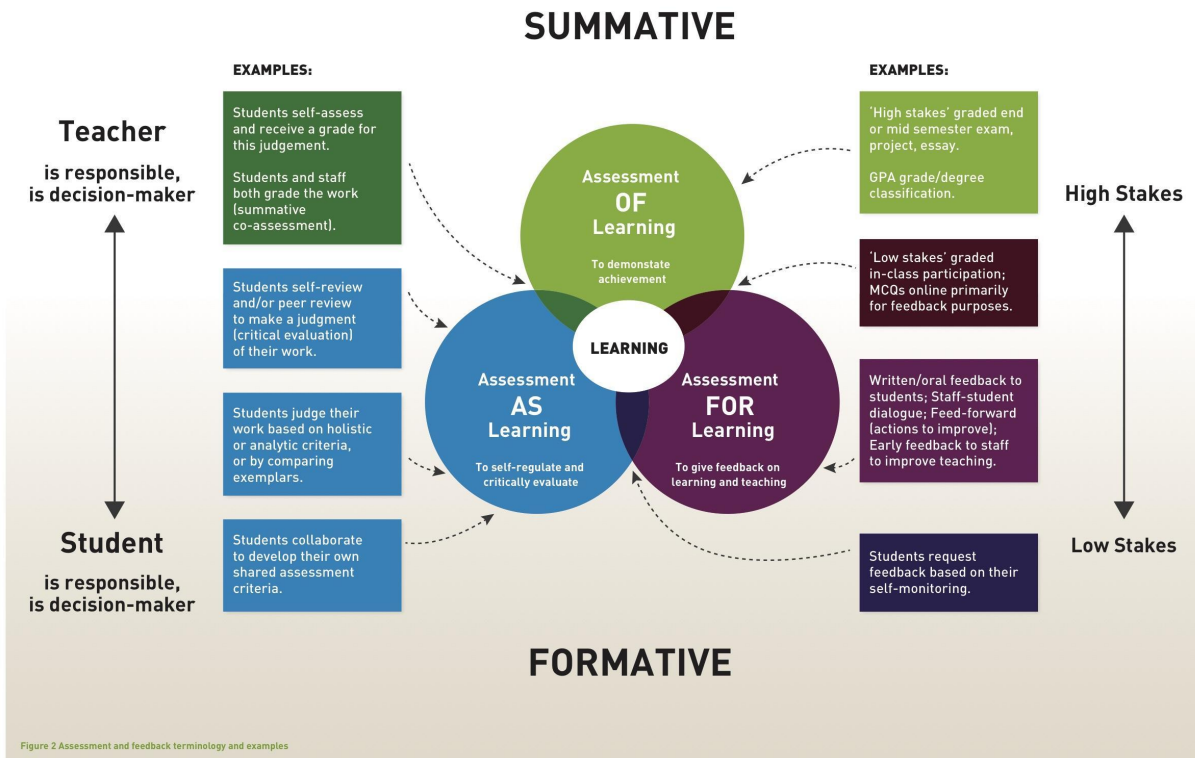 SUMMATIVE
Teacher
is responsible,
is decision-maker
Student
is responsible,
is decision-maker
EXAMPLES:
Students self-assess
and receive a grade for
this judgement.
Students and staff
both grade the work
(summative
co-assessment).
Students self-review
and/or peer review
to make a judgment
(critical evaluation)
of their work.
Students judge their
work based on holistic
or analytic criteria,
or by comparing
exemplars.
Students collaborate
to develop their own
shared assessment
criteria.
Assessment
OF
Learning
To demonstate
achievement
LEARNING
Assessment
AS
Learning
To self-regulate and
critically evaluate
Assessment
FOR
Learning
To give feedback on
learning and teaching
EXAMPLES:
‘High stakes’ graded end
or mid semester exam,
project, essay.
GPA grade/degree
classification.
‘Low stakes’ graded
in-class participation;
MCQs online primarily
for feedback purposes.
Written/oral feedback to
students; Staff-student
dialogue; Feed-forward
(actions to improve);
Early feedback to staff
to improve teaching.
Students request
feedback based on their
self-monitoring.
High Stakes
Low Stakes
FORMATIVE
Figure 2 Assessment and feedback terminology and examples